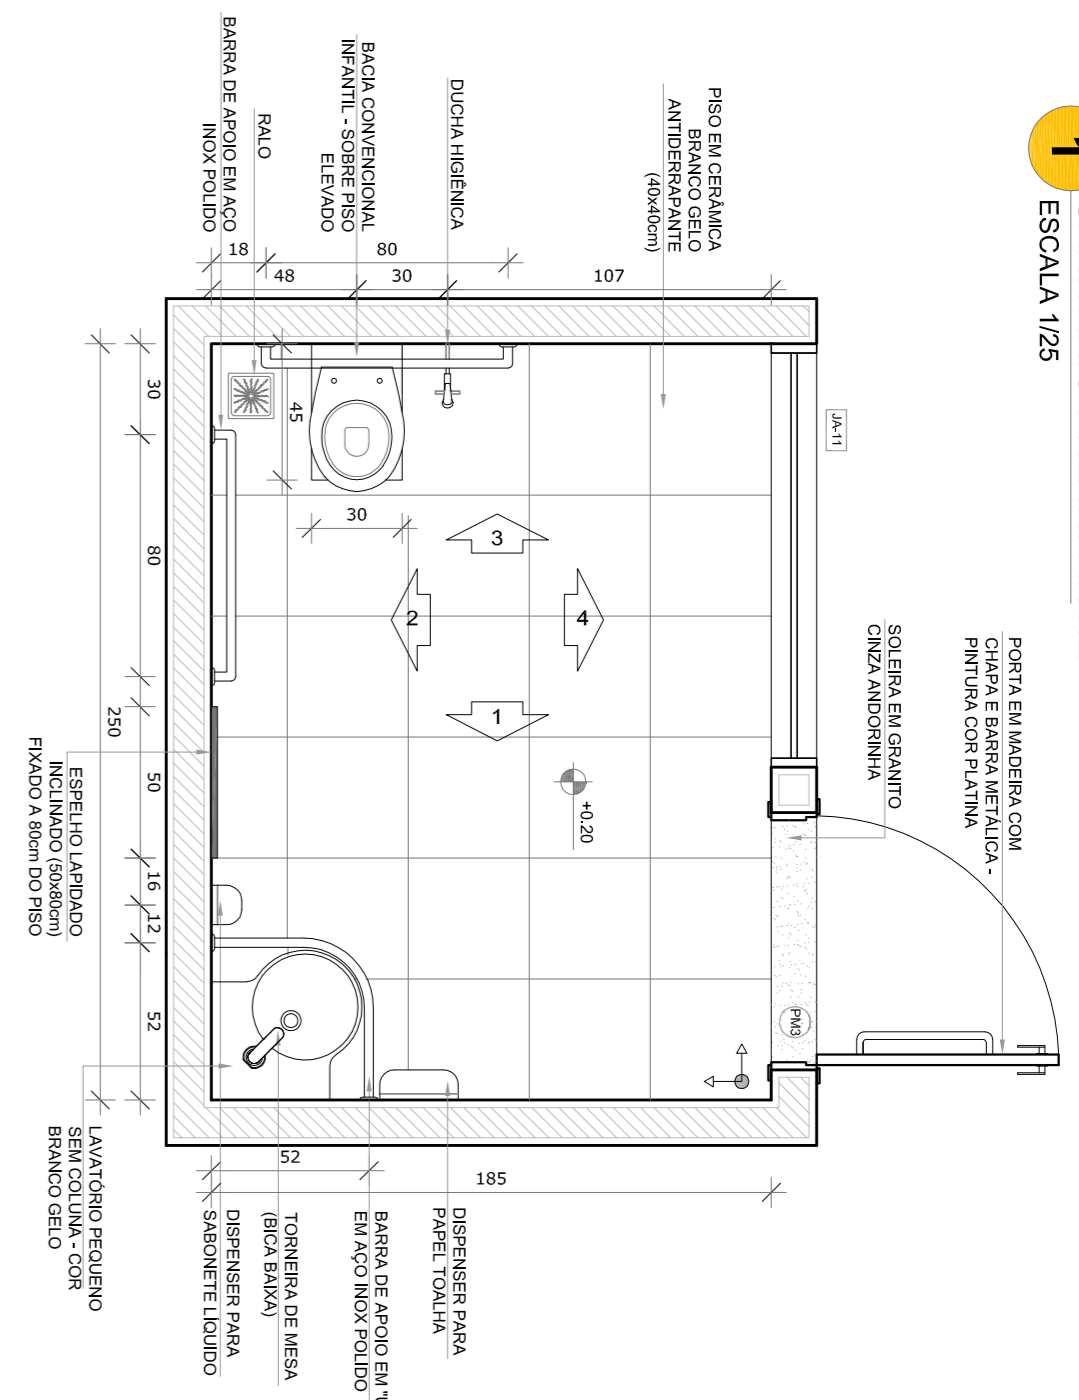 1
ESCALA 1/25
BARRA DE APOIO EM AÇO
INOX POLIDO
RALO
BACIA CONVENCIONAL
INFANTIL - SOBRE PISO
ELEVADO
DUCHA HIGIÊNICA
PISO EM CERÂMICA
BRANCO GELO
ANTIDERRAPANTE
(40x40cm)
18
80
48
30
107
JA-11
SOLEIRA EM GRANITO
CINZA ANDORINHA
PORTA EM MADEIRA COM
CHAPA E BARRA METÁLICA -
PINTURA COR PLATINA
45
30
3
2
4
1
+0.20
PM3
30
80
50
16
12
52
250
ESPELHO LAPIDADO
INCLINADO (50x80cm)
FIXADO A 80cm DO PISO
52
185
LAVATÓRIO PEQUENO
SEM COLUNA - COR
BRANCO GELO
DISPENSER PARA
SABONETE LÍQUIDO
TORNEIRA DE MESA
(BICA BAIXA)
BARRA DE APOIO EM
EM AÇO INOX POLIDO
DISPENSER PARA
PAPEL TOALHA